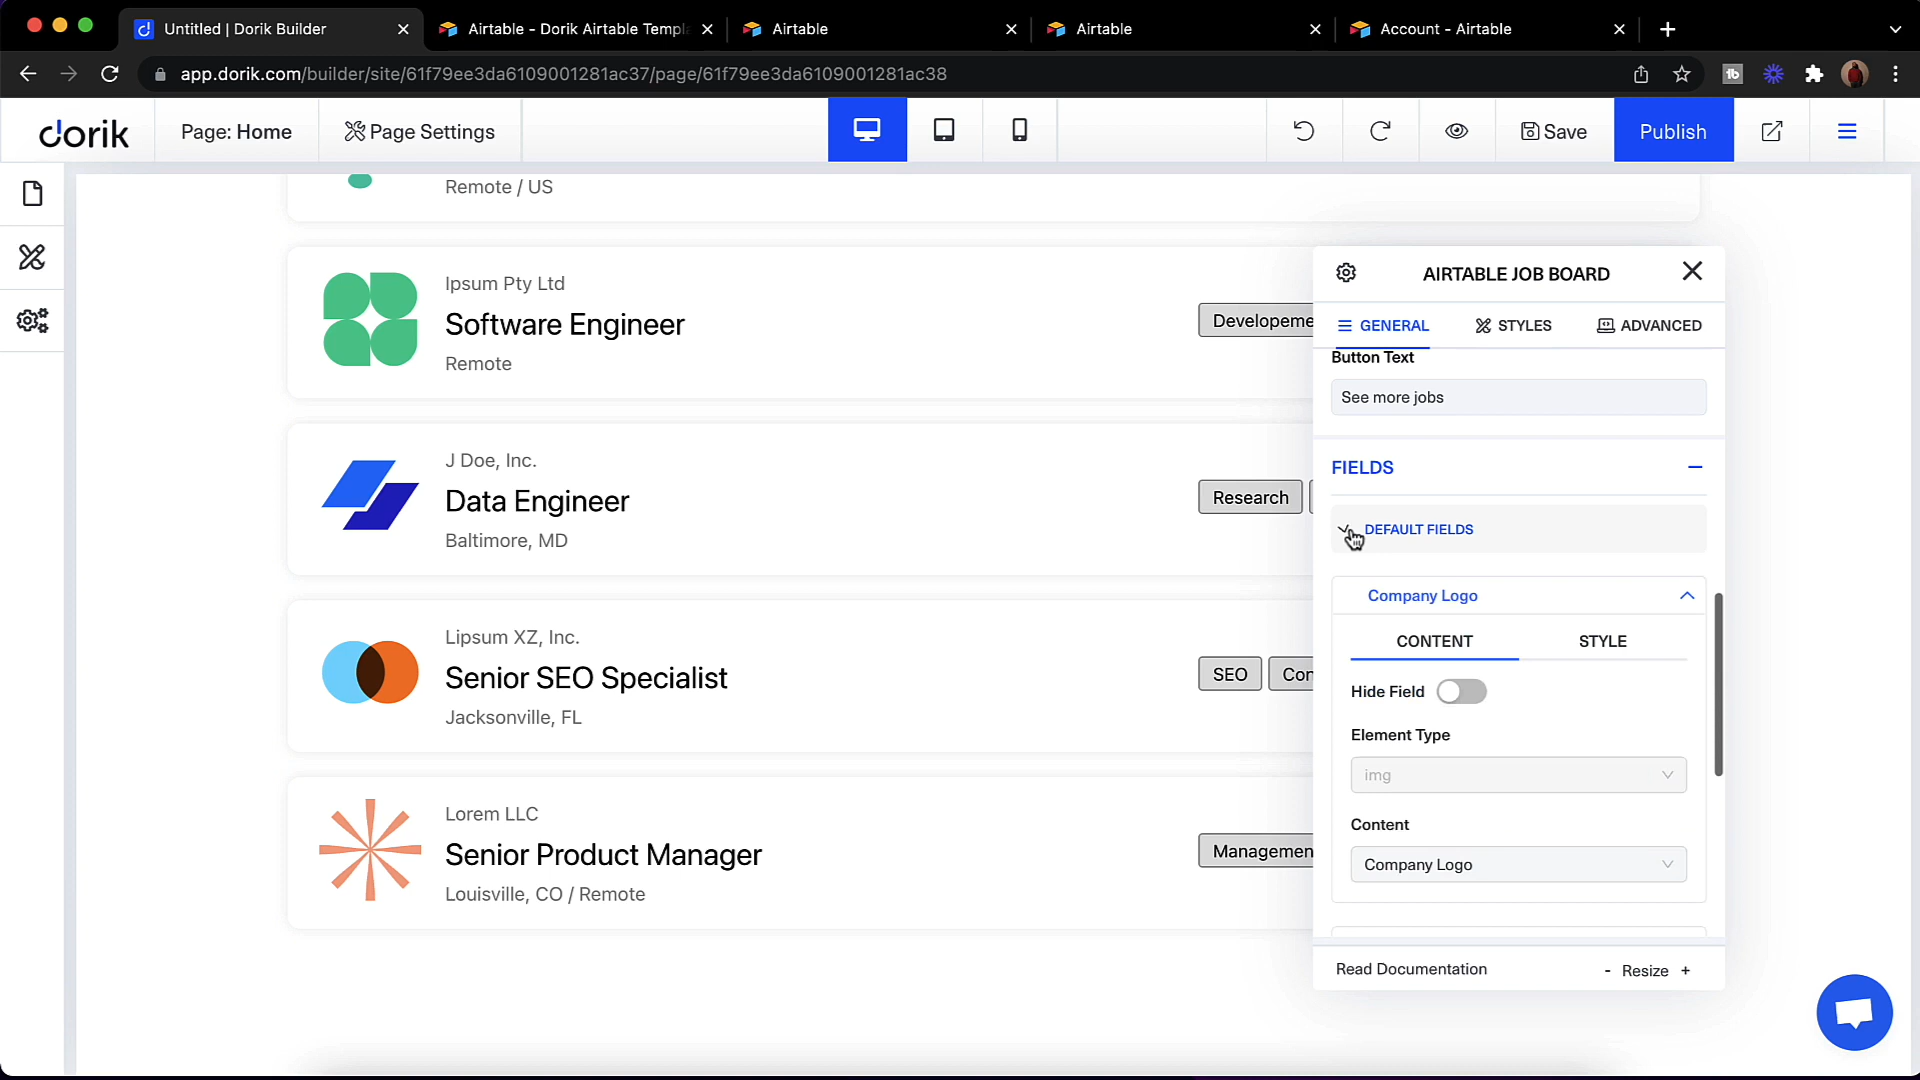 Untitled | Dorik Builder
Airtable - Dorik Airtable Templ
Airtable
Airtable
Account - Airtable
app.dorik.com/builder/site/61f79ee3da6109001281ac37/page/61f79ee3da6109001281ac38
dorik
Page: Home
Page Settings
Save
Publish
Remote / US
Ipsum Pty Ltd
Software Engineer
Remote
Developeme
J Doe, Inc.
Data Engineer
Baltimore, MD
Research
Lipsum XZ, Inc.
Senior SEO Specialist
Jacksonville, FL
SEO
Con
Lorem LLC
Senior Product Manager
Louisville, CO / Remote
Managemen
AIRTABLE JOB BOARD
GENERAL
STYLES
ADVANCED
Button Text
See more jobs
FIELDS
DEFAULT FIELDS
Company Logo
CONTENT
STYLE
Hide Field
Element Type
img
Content
Company Logo
Read Documentation
- Resize +